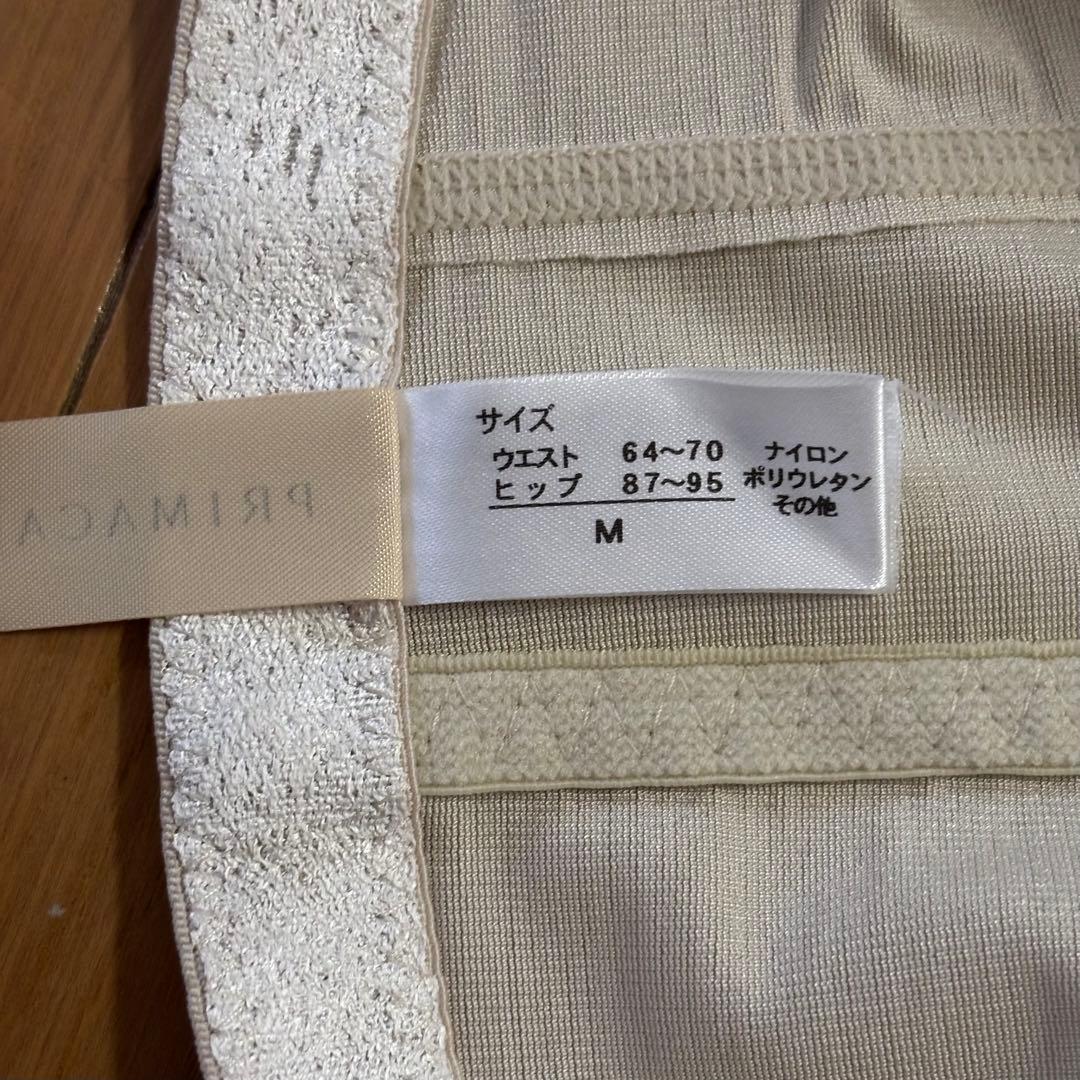 サイズ
ウエスト 64〜70
ヒップ 87〜95
M
ナイロン
ポリウレタン
その他